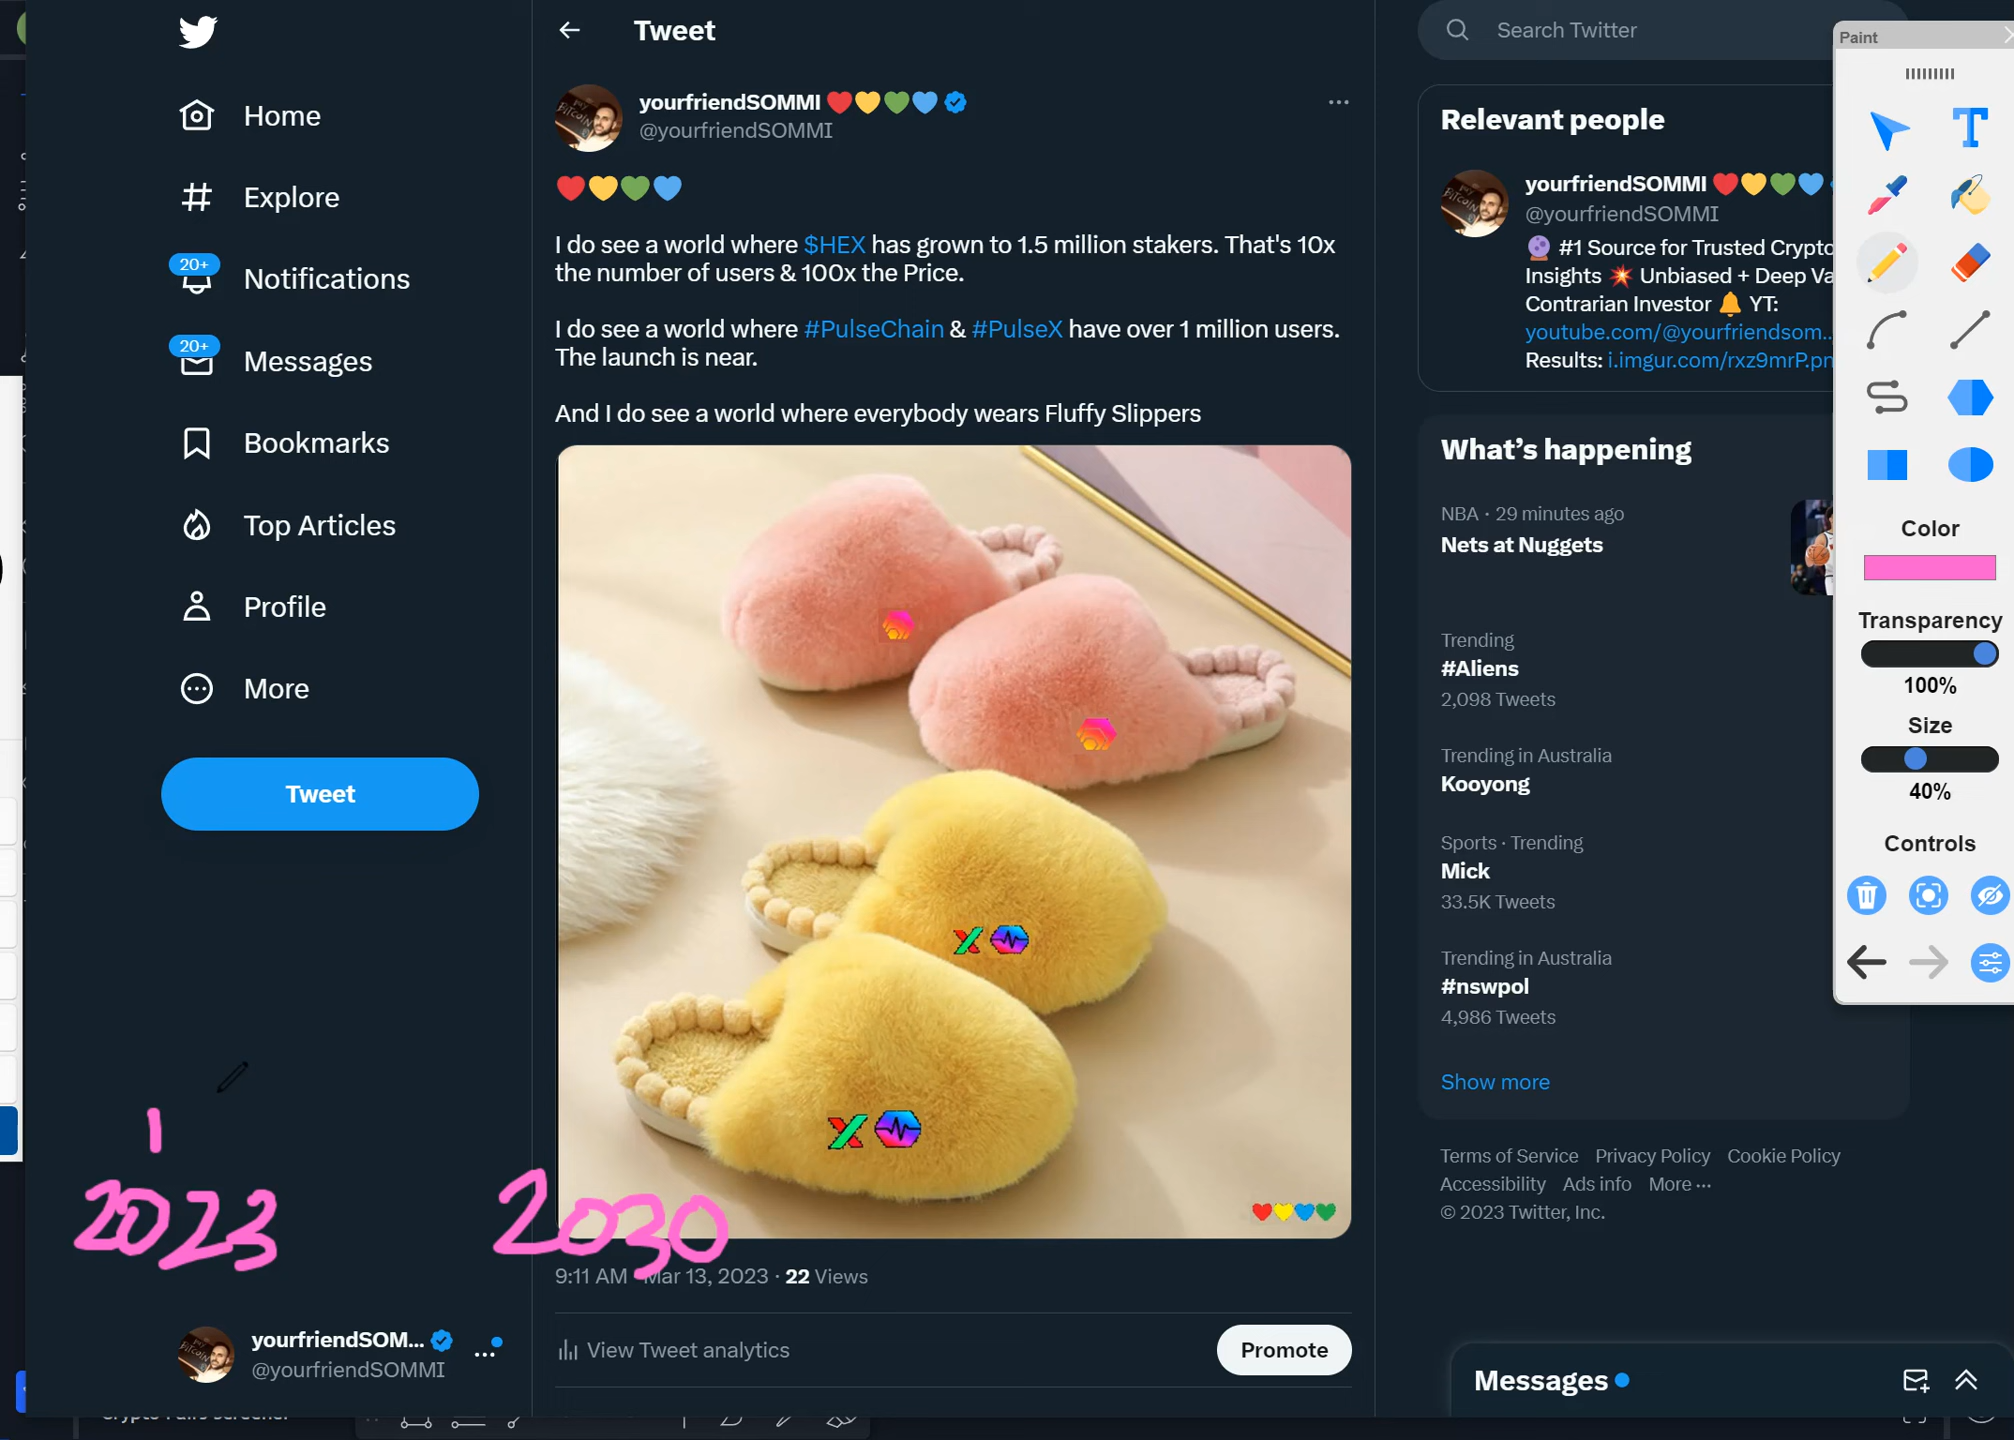 Home
Explore
20+
Notifications
20+
Messages
Bookmarks
Top Articles
Profile
More
Tweet
2023
yourfriendSOM...
@yourfriendSOMMI
Tweet
yourfriendSOMMI
@yourfriendSOMMI
I do see a world where $HEX has grown to 1.5 million stakers. That's 10x
the number of users & 100x the Price.
I do see a world where #PulseChain & #PulseX have over 1 million users.
The launch is near.
And I do see a world where everybody wears Fluffy Slippers
2030
9:11 AM · Mar 13, 2023 · 22 Views
View Tweet analytics
Promote
Search Twitter
Relevant people
yourfriendSOMMI
@yourfriendSOMMI
#1 Source for Trusted Crypto
Insights Unbiased + Deep Va
Contrarian Investor YT:
youtube.com/@yourfriendsom...
Results: i.imgur.com/rxz9mrP.pn
What's happening
NBA · 29 minutes ago
Nets at Nuggets
Trending
#Aliens
2,098 Tweets
Trending in Australia
Kooyong
Sports · Trending
Mick
33.5K Tweets
Trending in Australia
#nswpol
4,986 Tweets
Show more
Terms of Service Privacy Policy Cookie Policy
Accessibility Ads info More ···
© 2023 Twitter, Inc.
Messages
Paint
Color
Transparency
100%
Size
40%
Controls